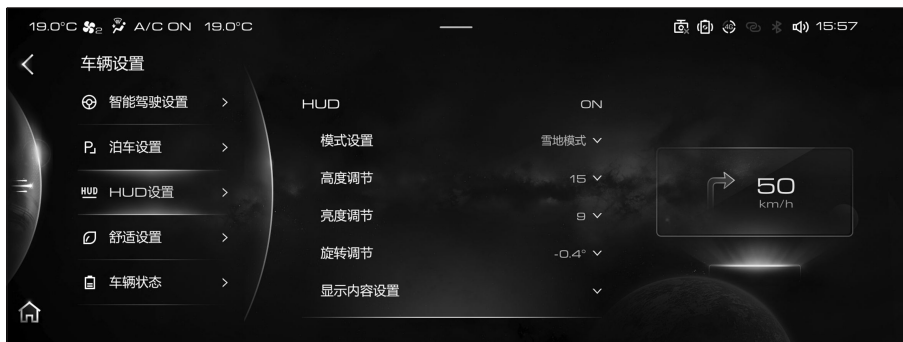 19.0°C 2 A/C ON 19.0°C 4G 15:57
车辆设置
智能驾驶设置
P 泊车设置
HUD HUD设置
舒适设置
车辆状态
HUD ON
模式设置 雪地模式
高度调节 15
亮度调节 9
旋转调节 -0.4°
显示内容设置
50
km/h